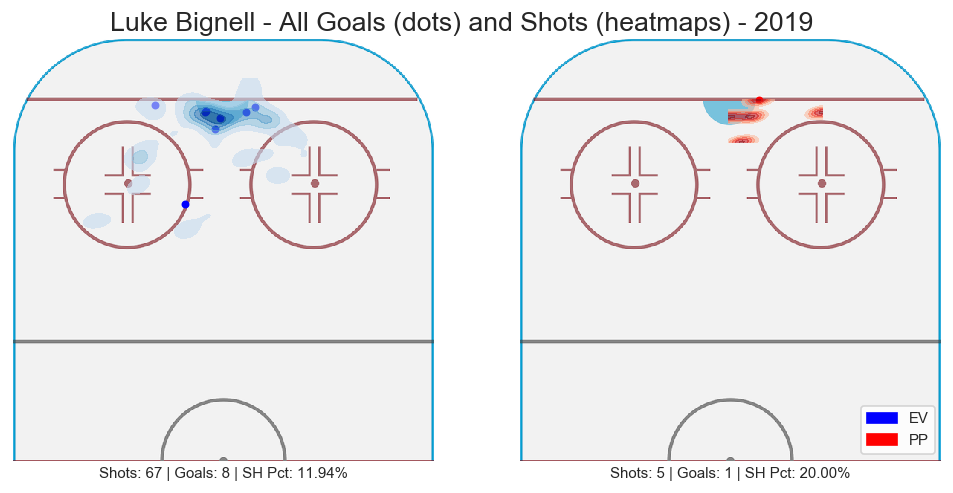 Luke Bignell - All Goals (dots) and Shots (heatmaps) - 2019
EV
PP
Shots: 67 | Goals: 8 | SH Pct: 11.94%
Shots: 5 | Goals: 1 | SH Pct: 20.00%